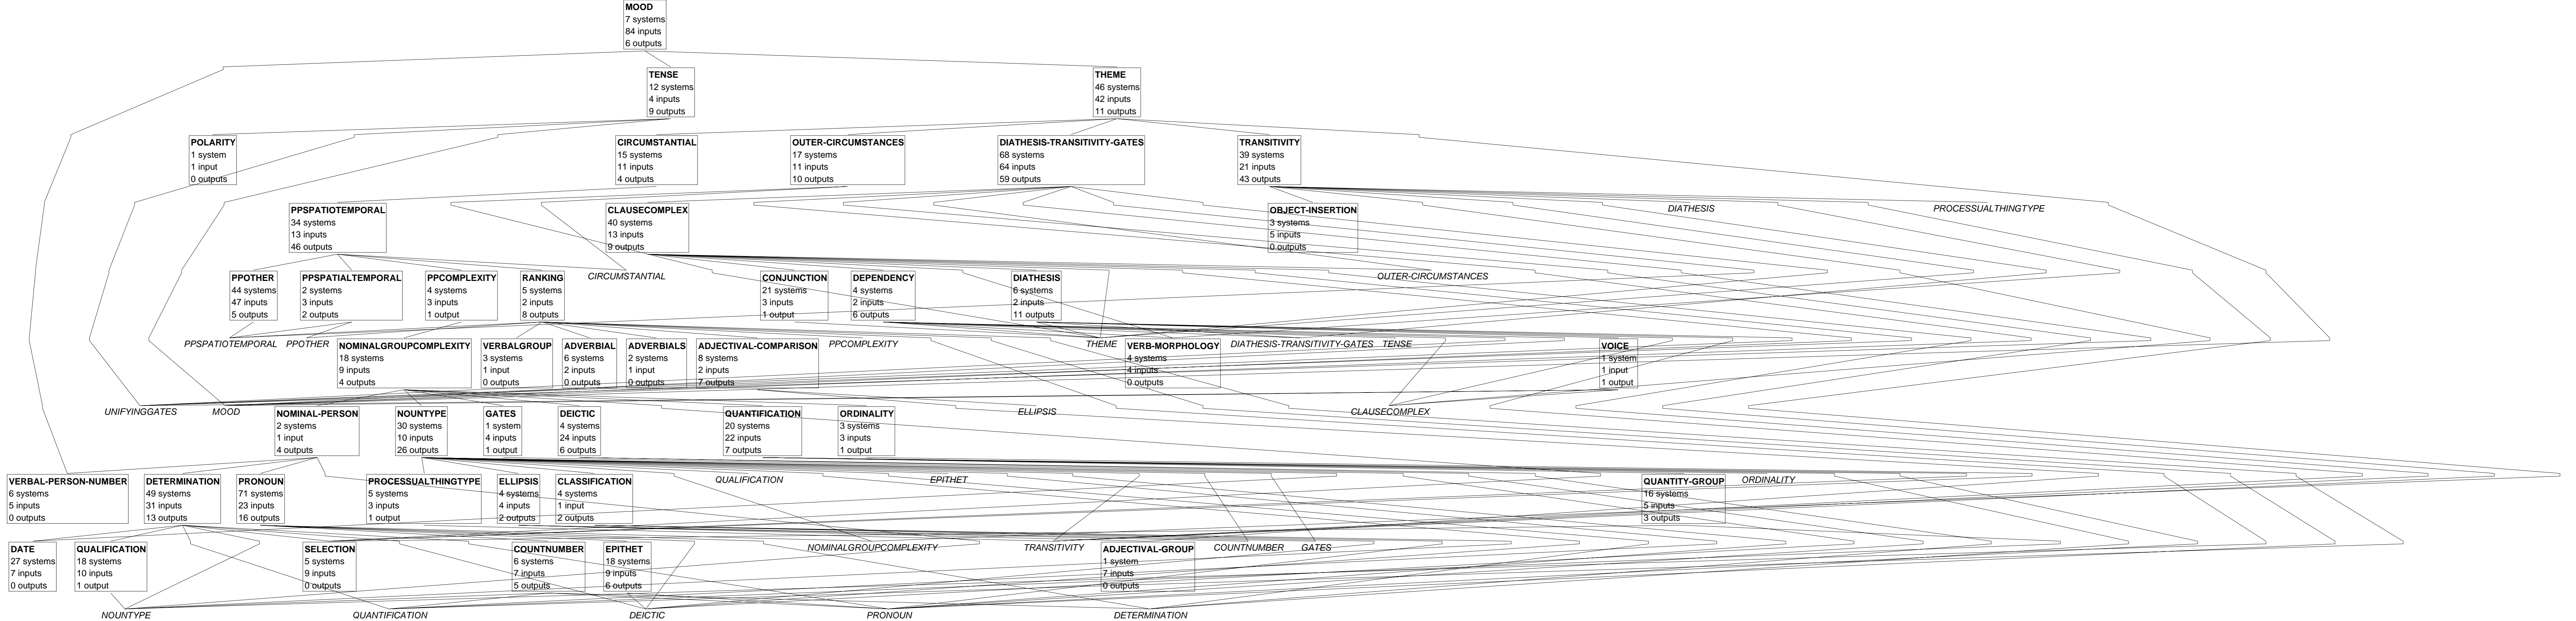 MOOD
7 systems
84 inputs
6 outputs
TENSE
12 systems
4 inputs
9 outputs
THEME
46 systems
42 inputs
11 outputs
POLARITY
1 system
1 input
0 outputs
CIRCUMSTANTIAL
15 systems
11 inputs
4 outputs
OUTER-CIRCUMSTANCES
17 systems
11 inputs
10 outputs
DIATHESIS-TRANSITIVITY-GATES
68 systems
64 inputs
59 outputs
TRANSITIVITY
39 systems
21 inputs
43 outputs
PPSPATIOTEMPORAL
34 systems
13 inputs
46 outputs
CLAUSECOMPLEX
40 systems
13 inputs
9 outputs
OBJECT-INSERTION
3 systems
5 inputs
0 outputs
DIATHESIS
PROCESSUALTHINGTYPE
PPOTHER
44 systems
47 inputs
5 outputs
PPSPATIALTEMPORAL
2 systems
3 inputs
2 outputs
PPCOMPLEXITY
4 systems
3 inputs
1 output
RANKING
5 systems
2 inputs
8 outputs
CIRCUMSTANTIAL
CONJUNCTION
21 systems
3 inputs
1 output
DEPENDENCY
4 systems
2 inputs
6 outputs
DIATHESIS
6 systems
2 inputs
11 outputs
OUTER-CIRCUMSTANCES
PPSPATIOTEMPORAL
PPOTHER
NOMINALGROUPCOMPLEXITY
18 systems
9 inputs
4 outputs
VERBALGROUP
3 systems
1 input
0 outputs
ADVERBIAL
6 systems
2 inputs
0 outputs
ADVERBIALS
2 systems
1 input
0 outputs
ADJECTIVAL-COMPARISON
8 systems
2 inputs
7 outputs
PPCOMPLEXITY
THEME
VERB-MORPHOLOGY
4 systems
4 inputs
0 outputs
DIATHESIS-TRANSITIVITY-GATES
TENSE
VOICE
1 system
1 input
1 output
UNIFYINGGATES
MOOD
NOMINAL-PERSON
2 systems
1 input
4 outputs
NOUNTYPE
30 systems
10 inputs
26 outputs
GATES
1 system
4 inputs
1 output
DEICTIC
4 systems
24 inputs
6 outputs
QUANTIFICATION
20 systems
22 inputs
7 outputs
ORDINALITY
3 systems
3 inputs
1 output
ELLIPSIS
CLAUSECOMPLEX
VERBAL-PERSON-NUMBER
6 systems
5 inputs
0 outputs
DETERMINATION
49 systems
31 inputs
13 outputs
PRONOUN
71 systems
23 inputs
16 outputs
PROCESSUALTHINGTYPE
5 systems
3 inputs
1 output
ELLIPSIS
4 systems
4 inputs
2 outputs
CLASSIFICATION
4 systems
1 input
2 outputs
QUALIFICATION
EPITHET
QUANTITY-GROUP
16 systems
5 inputs
3 outputs
ORDINALITY
DATE
27 systems
7 inputs
0 outputs
QUALIFICATION
18 systems
10 inputs
1 output
SELECTION
5 systems
9 inputs
0 outputs
COUNTNUMBER
6 systems
7 inputs
5 outputs
EPITHET
18 systems
9 inputs
6 outputs
NOMINALGROUPCOMPLEXITY
TRANSITIVITY
ADJECTIVAL-GROUP
1 system
7 inputs
0 outputs
COUNTNUMBER
GATES
NOUNTYPE
QUANTIFICATION
DEICTIC
PRONOUN
DETERMINATION